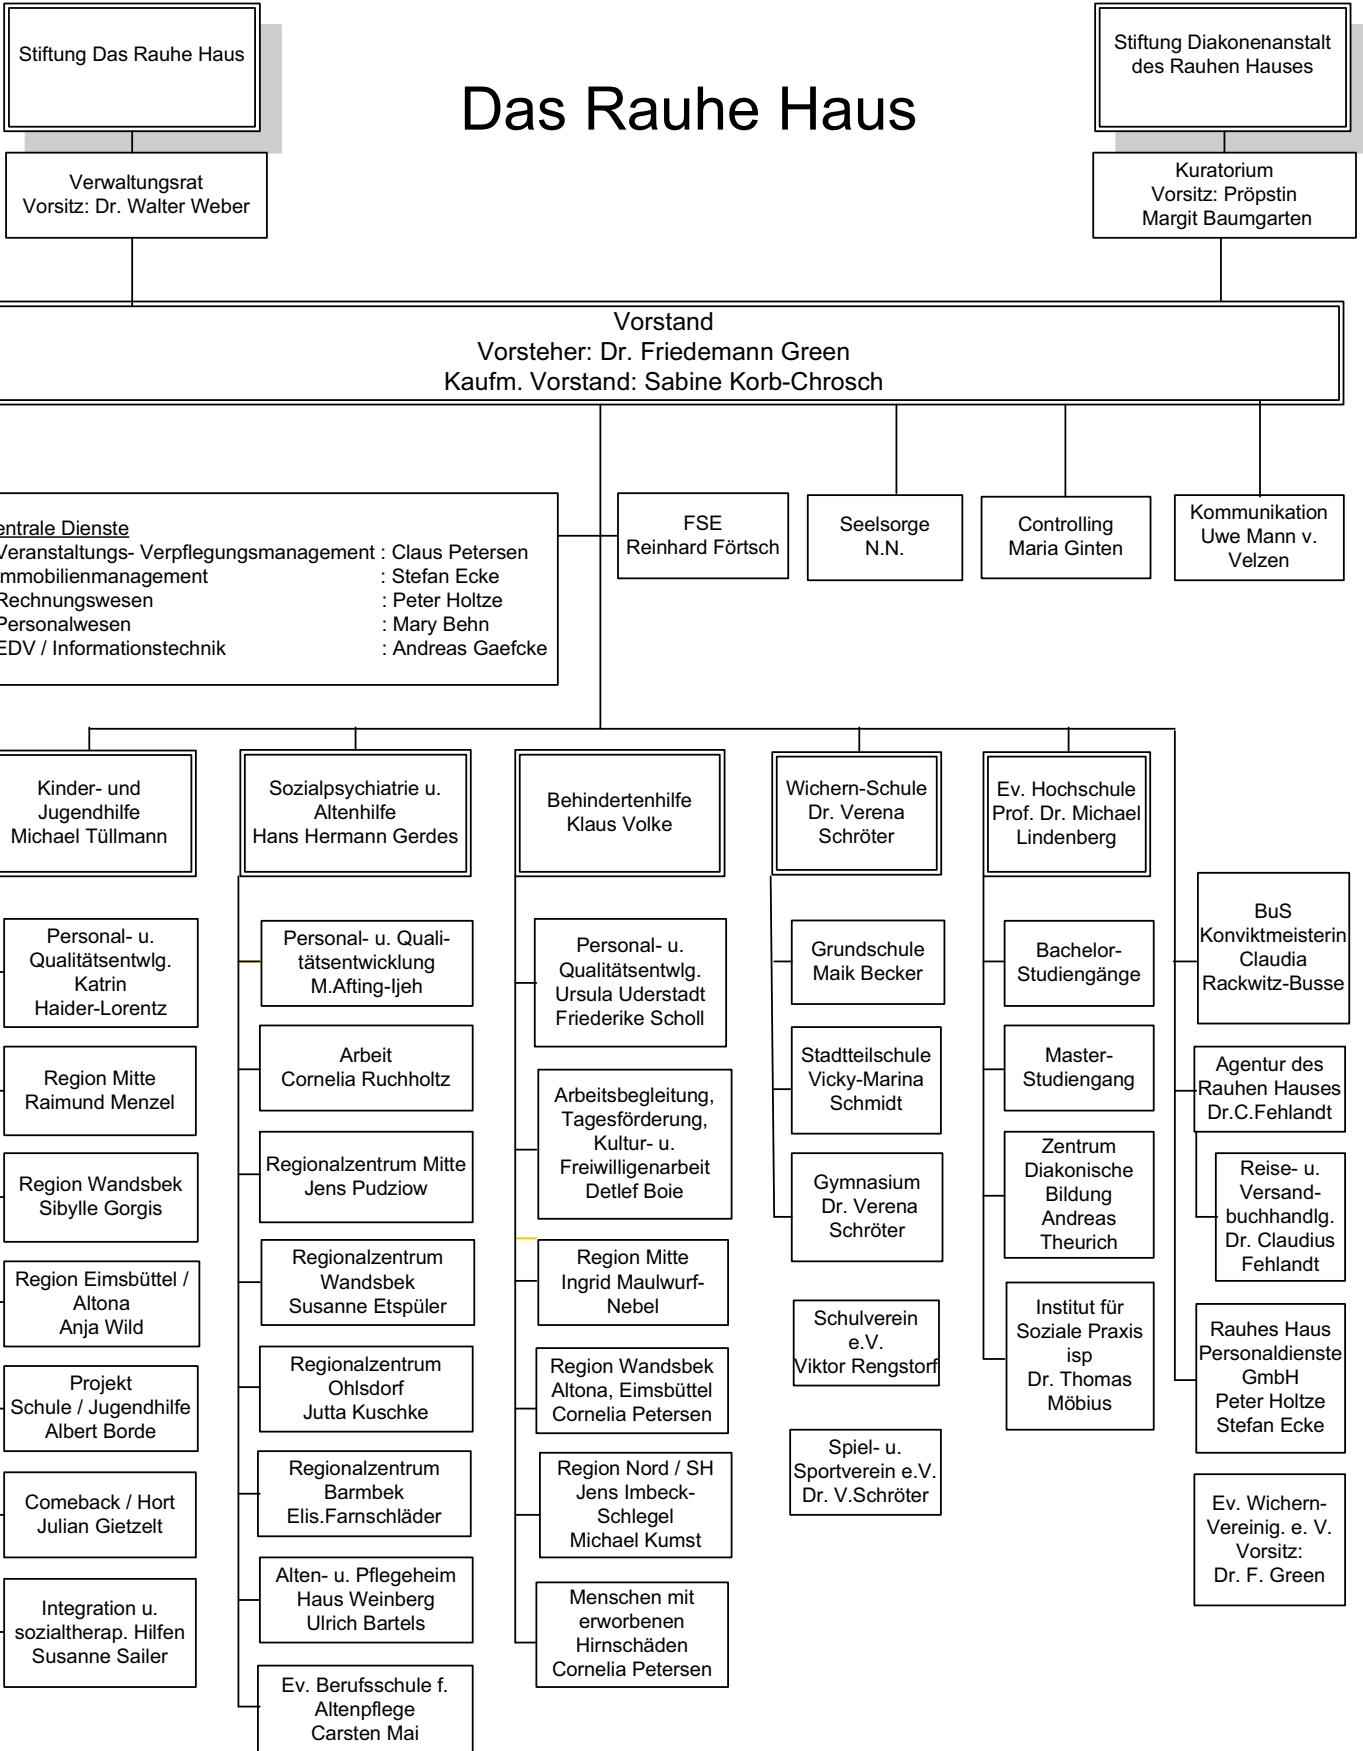 Stiftung Das Rauhe Haus
Stiftung Diakonenanstalt
des Rauhen Hauses
Das Rauhe Haus
Verwaltungsrat
Vorsitz: Dr. Walter Weber
Kuratorium
Vorsitz: Pröpstin
Margit Baumgarten
Vorstand
Vorsteher: Dr. Friedemann Green
Kaufm. Vorstand: Sabine Korb-Chrosch
entrale Dienste
Veranstaltungs- Verpflegungsmanagement : Claus Petersen
mmobilienmanagement : Stefan Ecke
Rechnungswesen : Peter Holtze
Personalwesen : Mary Behn
EDV / Informationstechnik : Andreas Gaefcke
FSE
Reinhard Förtsch
Seelsorge
N.N.
Controlling
Maria Ginten
Kommunikation
Uwe Mann v.
Velzen
Kinder- und
Jugendhilfe
Michael Tüllmann
Sozialpsychiatrie u.
Altenhilfe
Hans Hermann Gerdes
Behindertenhilfe
Klaus Volke
Wichern-Schule
Dr. Verena
Schröter
Ev. Hochschule
Prof. Dr. Michael
Lindenberg
Personal- u.
Qualitätsentwlg.
Katrin
Haider-Lorentz
Region Mitte
Raimund Menzel
Region Wandsbek
Sibylle Gorgis
Region Eimsbüttel /
Altona
Anja Wild
Projekt
Schule / Jugendhilfe
Albert Borde
Comeback / Hort
Julian Gietzelt
Integration u.
sozialtherap. Hilfen
Susanne Sailer
Personal- u. Quali-
tätsentwicklung
M.Afting-Ijeh
Arbeit
Cornelia Ruchholtz
Regionalzentrum Mitte
Jens Pudziow
Regionalzentrum
Wandsbek
Susanne Etspüler
Regionalzentrum
Ohlsdorf
Jutta Kuschke
Regionalzentrum
Barmbek
Elis.Farnschläder
Alten- u. Pflegeheim
Haus Weinberg
Ulrich Bartels
Ev. Berufsschule f.
Altenpflege
Carsten Mai
Personal- u.
Qualitätsentwlg.
Ursula Uderstadt
Friederike Scholl
Arbeitsbegleitung,
Tagesförderung,
Kultur- u.
Freiwilligenarbeit
Detlef Boie
Region Mitte
Ingrid Maulwurf-
Nebel
Region Wandsbek
Altona, Eimsbüttel
Cornelia Petersen
Region Nord / SH
Jens Imbeck-
Schlegel
Michael Kumst
Menschen mit
erworbenen
Hirnschäden
Cornelia Petersen
Grundschule
Maik Becker
Stadtteilschule
Vicky-Marina
Schmidt
Gymnasium
Dr. Verena
Schröter
Schulverein
e.V.
Viktor Rengstorf
Spiel- u.
Sportverein e.V.
Dr. V.Schröter
Bachelor-
Studiengänge
Master-
Studiengang
Zentrum
Diakonische
Bildung
Andreas
Theurich
Institut für
Soziale Praxis
isp
Dr. Thomas
Möbius
BuS
Konviktmeisterin
Claudia
Rackwitz-Busse
Agentur des
Rauhen Hauses
Dr.C.Fehlandt
Reise- u.
Versand-
buchhandlg.
Dr. Claudius
Fehlandt
Rauhes Haus
Personaldienste
GmbH
Peter Holtze
Stefan Ecke
Ev. Wichern-
Vereinig. e. V.
Vorsitz:
Dr. F. Green